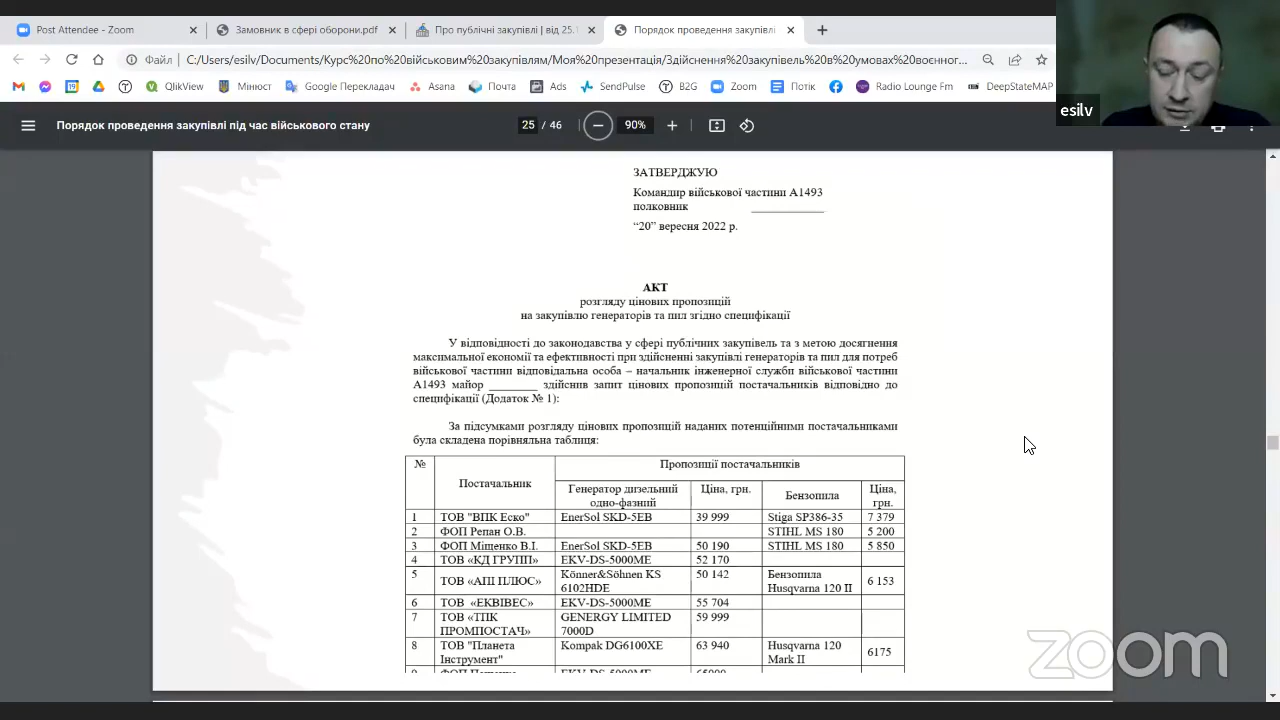 Post Attendee - Zoom
Замовник в сфері оборони.pdf
Про публічні закупівлі | від 25.1
Порядок проведення закупівлі
Файл
C:/Users/esilv/Documents/Курс%20по%20військовим%20закупівлям/Моя%20презентація/Здійснення%20закупівель%20в%20умовах%20воєнного...
QlikView
Мінюст
Google Перекладач
Asana
Почта
Ads
SendPulse
B2G
Zoom
Потік
Radio Lounge Fm
DeepStateMAP
esilv
Порядок проведення закупівлі під час військового стану
25 / 46
90%
ЗАТВЕРДЖУЮ
Командир військової частини А1493
полковник ____________
“20” вересня 2022 р.
АКТ
розгляду цінових пропозицій
на закупівлю генераторів та пил згідно специфікації
У відповідності до законодавства у сфері публічних закупівель та з метою досягнення
максимальної економії та ефективності при здійсненні закупівлі генераторів та пил для потреб
військової частини відповідальна особа – начальник інженерної служби військової частини
А1493 майор ________ здійснив запит цінових пропозицій постачальників відповідно до
специфікації (Додаток № 1):
За підсумками розгляду цінових пропозицій наданих потенційними постачальниками
була складена порівняльна таблиця:
№ Постачальник Пропозиції постачальників
Генератор дизельний одно-фазний Ціна, грн. Бензопила Ціна, грн.
1 ТОВ "ВПК Еско" EnerSol SKD-5EB 39 999 Stiga SP386-35 7 379
2 ФОП Репан О.В. STIHL MS 180 5 200
3 ФОП Міщенко В.І. EnerSol SKD-5EB 50 190 STIHL MS 180 5 850
4 ТОВ «КД ГРУПП» EKV-DS-5000ME 52 170
5 ТОВ «АПІ ПЛЮС» Könner&Söhnen KS 6102HDE 50 142 Бензопила Husqvarna 120 II 6 153
6 ТОВ «ЕКВІВЕС» EKV-DS-5000ME 55 704
7 ТОВ «ТПК ПРОМПОСТАЧ» GENERGY LIMITED 7000D 59 999
8 ТОВ "Планета Інструмент" Kompak DG6100XE 63 940 Husqvarna 120 Mark II 6175
zoom